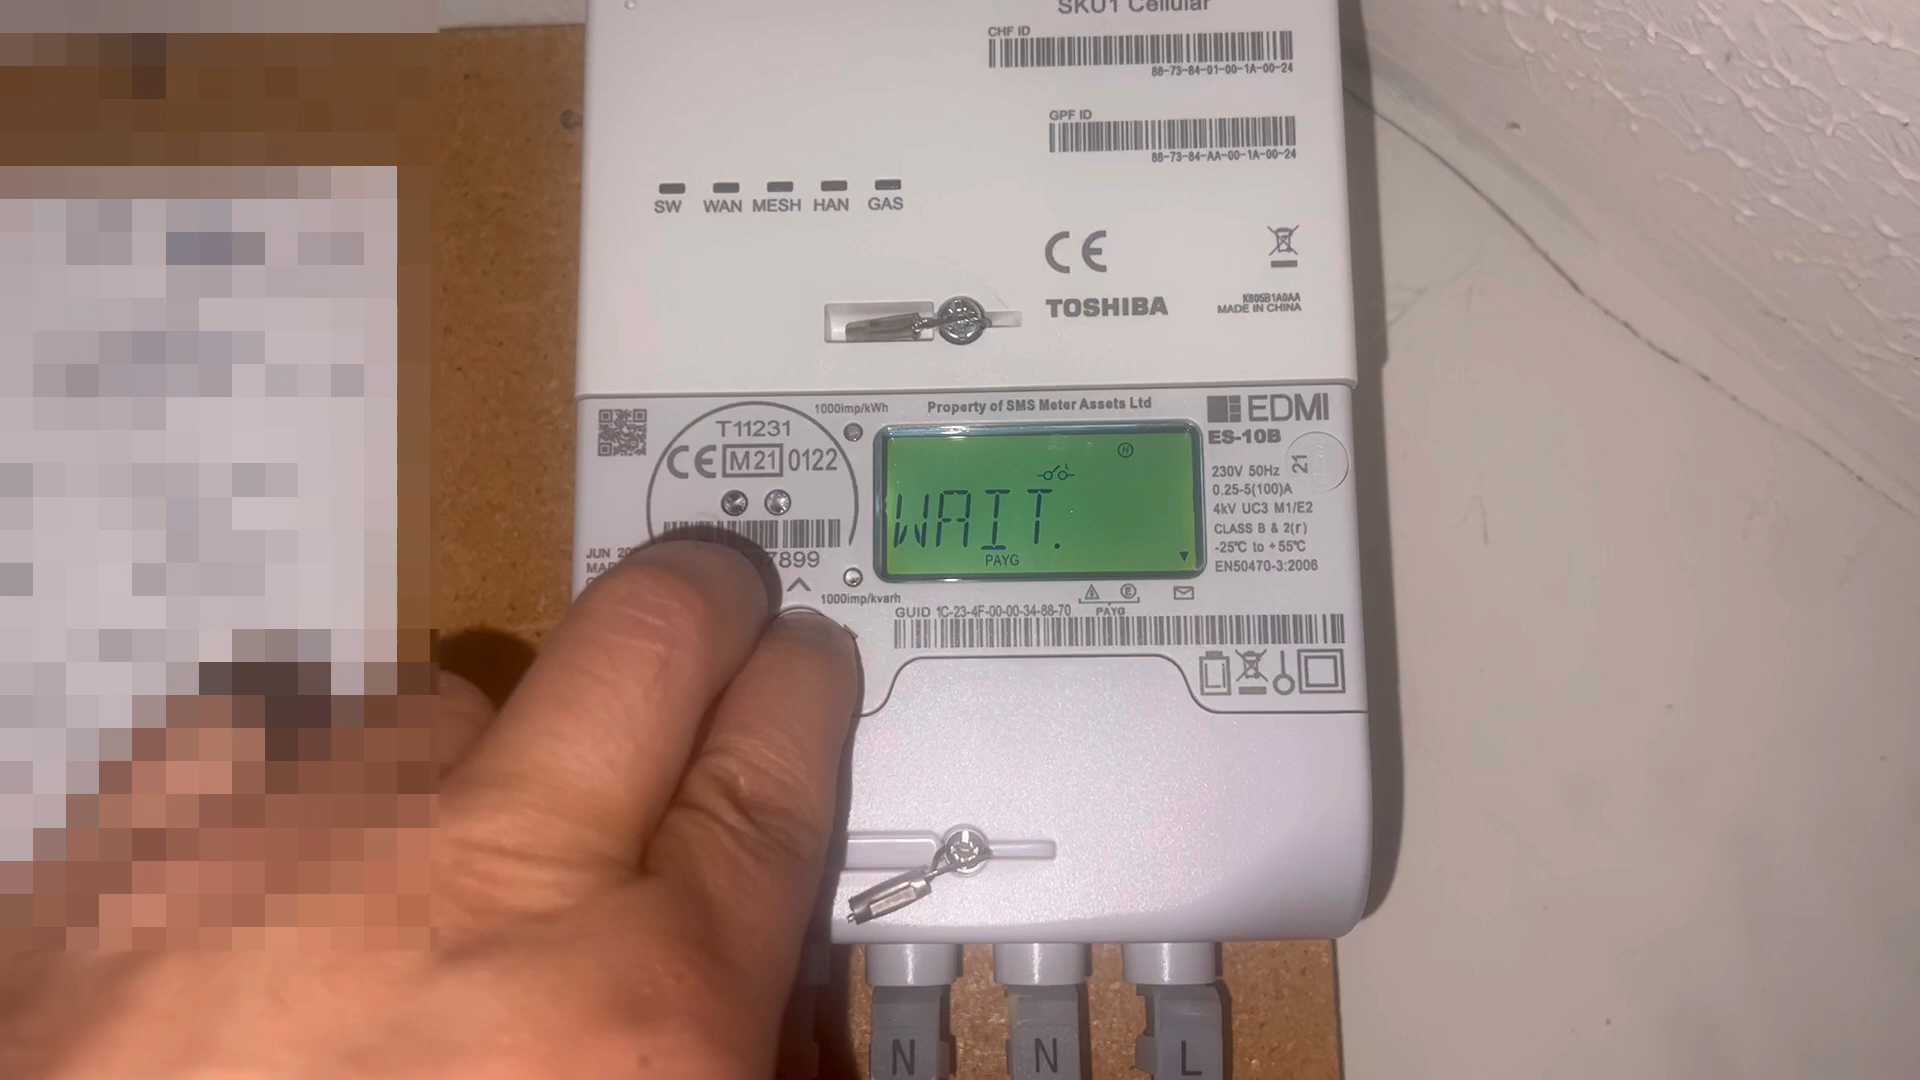 SKU1 Cellular
CHF ID
88-73-84-01-00-1A-00-24
GPF ID
88-73-84-AA-00-1A-00-24
SW WAN MESH HAN GAS
CE
TOSHIBA
K805B1A0AA
MADE IN CHINA
1000imp/kWh
Property of SMS Meter Assets Ltd
EDMI
ES-10B
T11231
CE M21 0122
21
230V 50Hz
0.25-5(100)A
4kV UC3 M1/E2
CLASS B & 2(r)
-25°C to +55°C
EN50470-3:2006
H
WAIT.
PAYG
JUN
7899
1000imp/kvarh
E
PAYG
GUID 1C-23-4F-00-00-34-88-70
N N L